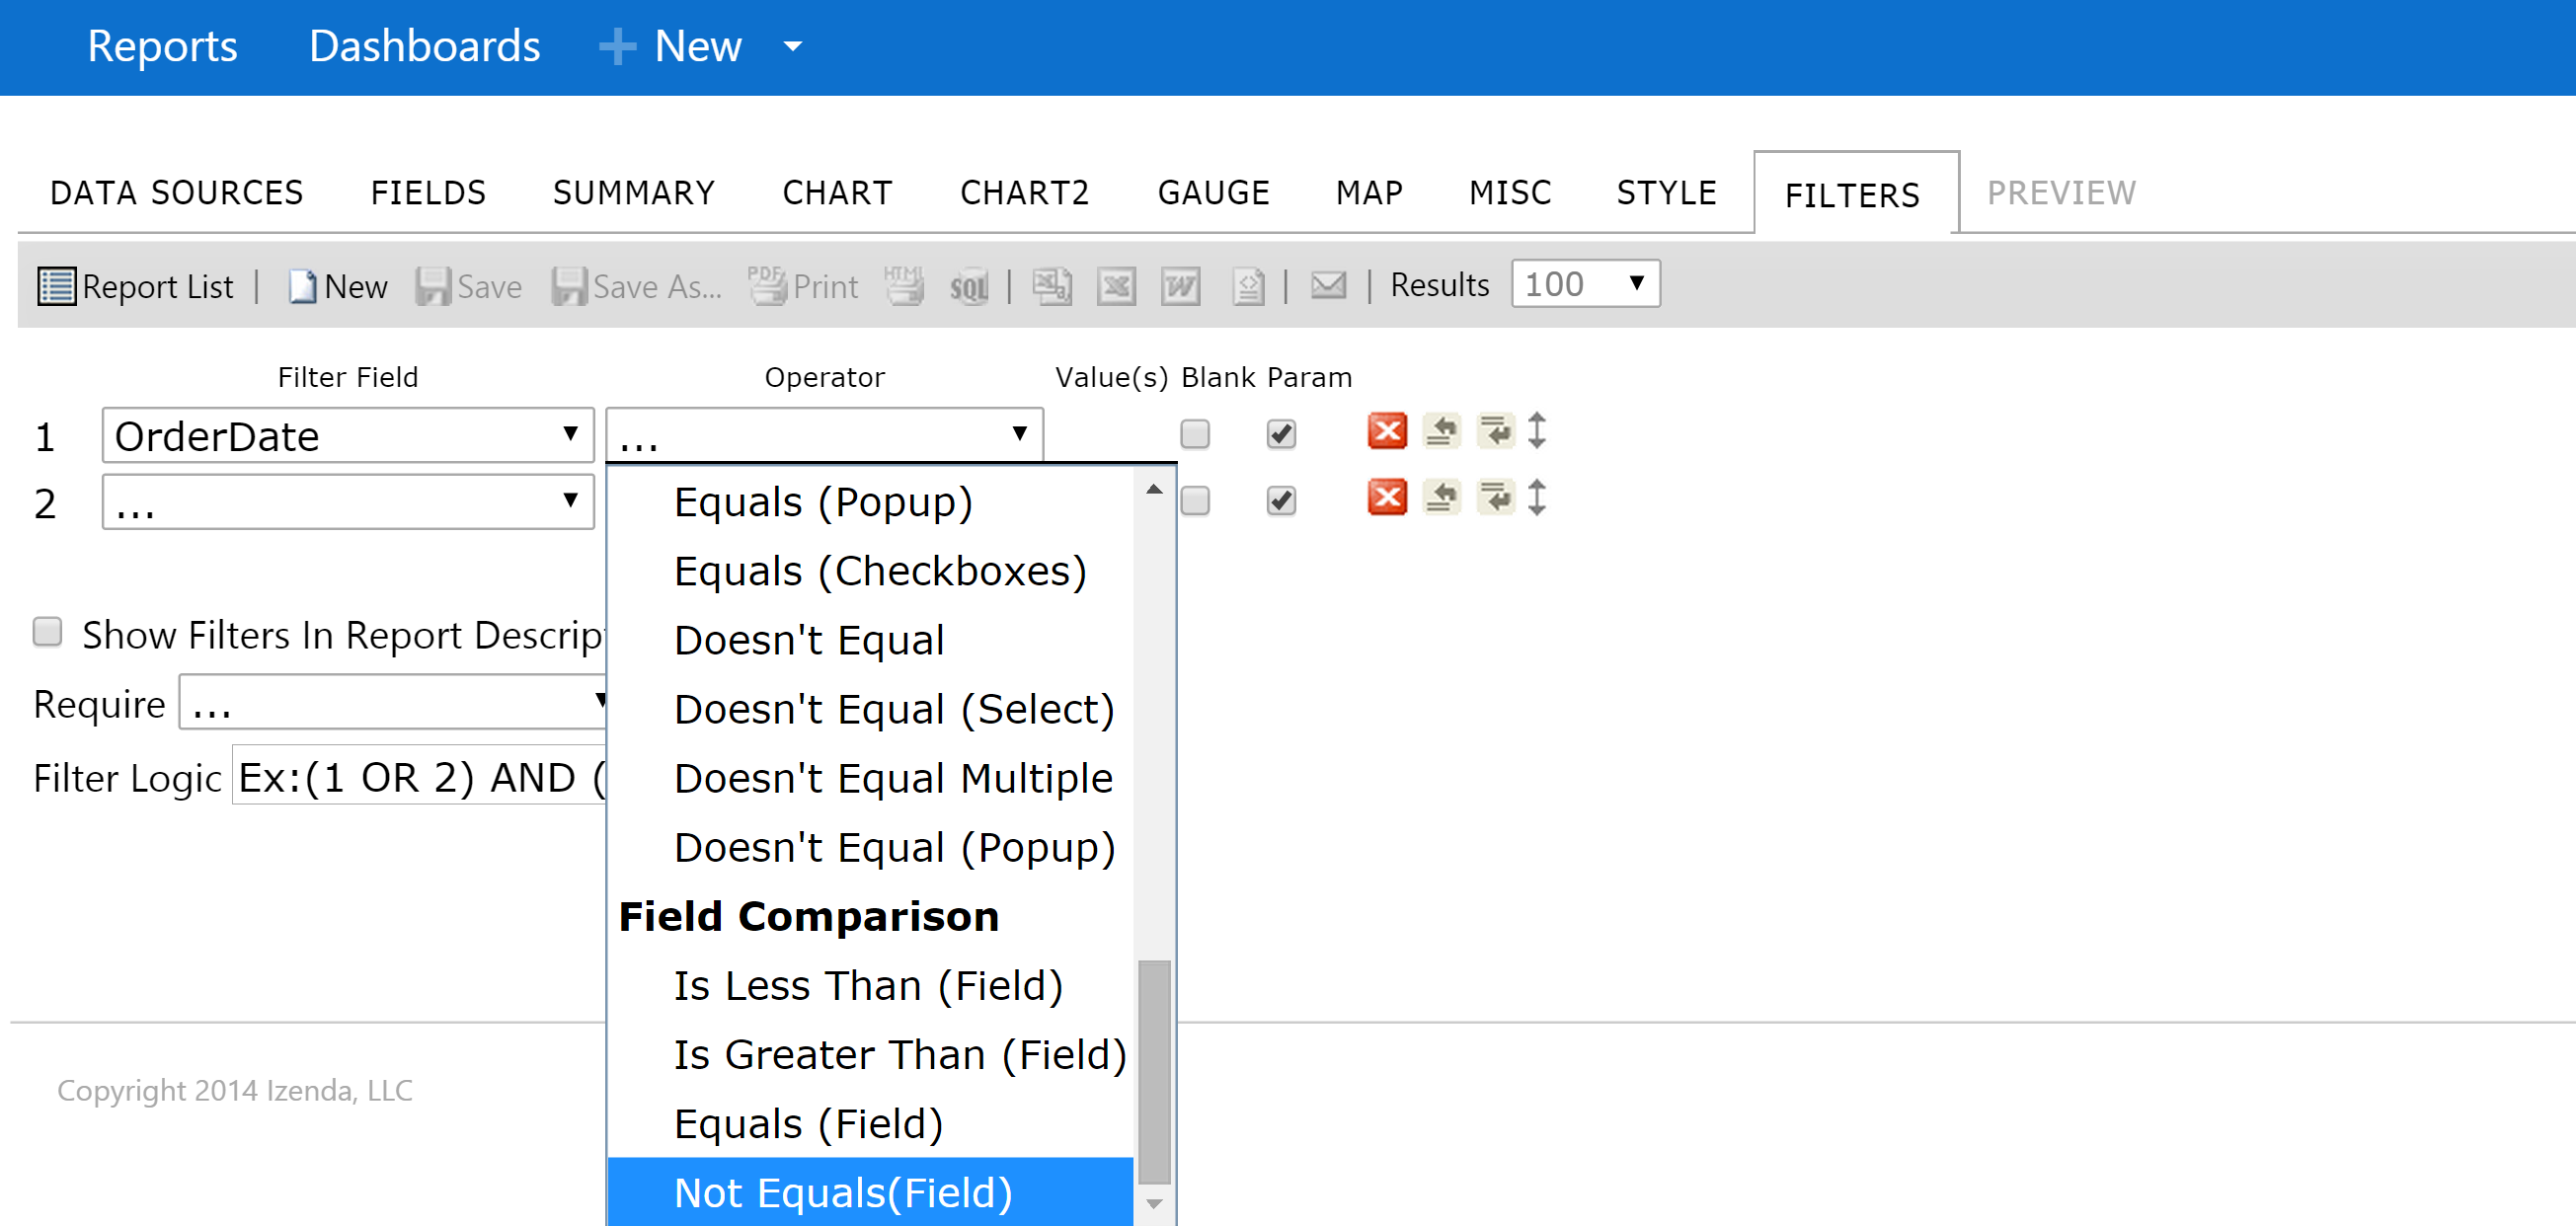 Reports Dashboards New
DATA SOURCES FIELDS SUMMARY CHART CHART2 GAUGE MAP MISC STYLE FILTERS PREVIEW
Report List | New Save Save As... PDF Print HTML SQL | | | Results 100
Filter Field Operator Value(s) Blank Param
1 OrderDate ...
2 ...
Equals (Popup)
Equals (Checkboxes)
Doesn't Equal
Doesn't Equal (Select)
Doesn't Equal Multiple
Doesn't Equal (Popup)
Field Comparison
Is Less Than (Field)
Is Greater Than (Field)
Equals (Field)
Not Equals(Field)
Show Filters In Report Descrip
Require ...
Filter Logic Ex:(1 OR 2) AND (
Copyright 2014 Izenda, LLC